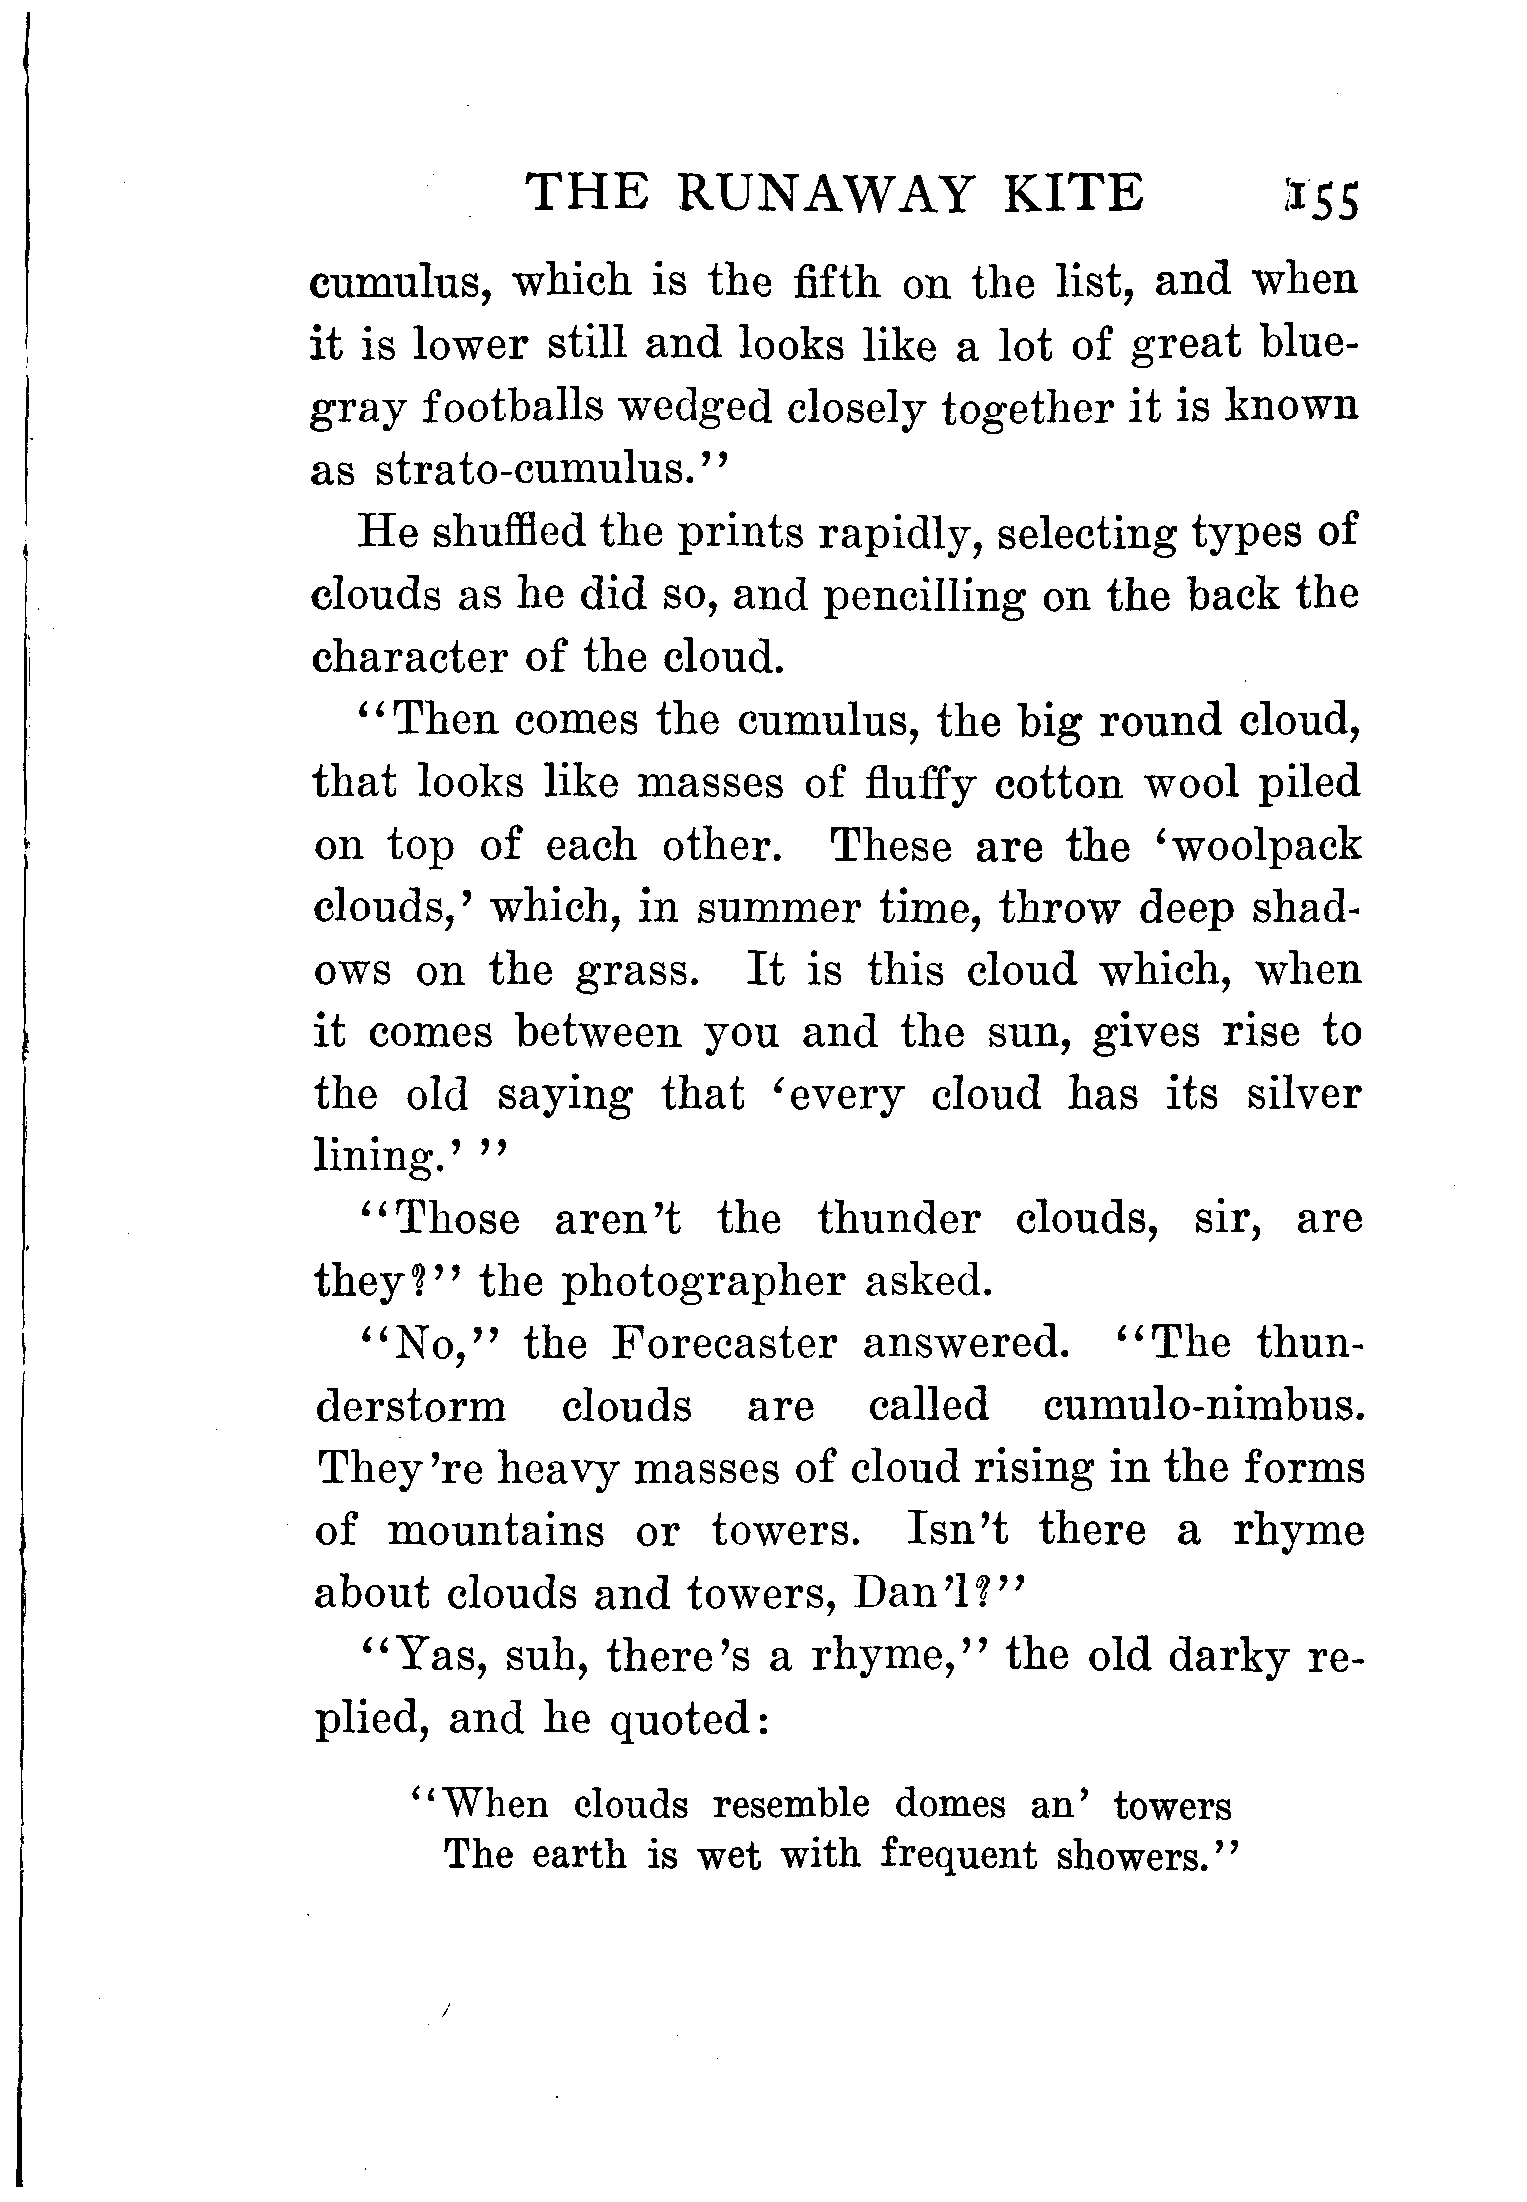 THE RUNAWAY KITE 155
cumulus, which is the fifth on the list, and when
it is lower still and looks like a lot of great blue-
gray footballs wedged closely together it is known
as strato-cumulus.”
He shuffled the prints rapidly, selecting types of
clouds as he did so, and pencilling on the back the
character of the cloud.
“Then comes the cumulus, the big round cloud,
that looks like masses of fluffy cotton wool piled
on top of each other. These are the ‘woolpack
clouds,’ which, in summer time, throw deep shad-
ows on the grass. It is this cloud which, when
it comes between you and the sun, gives rise to
the old saying that ‘every cloud has its silver
lining.’ ”
“Those aren’t the thunder clouds, sir, are
they?” the photographer asked.
“No,” the Forecaster answered. “The thun-
derstorm clouds are called cumulo-nimbus.
They’re heavy masses of cloud rising in the forms
of mountains or towers. Isn’t there a rhyme
about clouds and towers, Dan’l?”
“Yas, suh, there’s a rhyme,” the old darky re-
plied, and he quoted:
“When clouds resemble domes an’ towers
The earth is wet with frequent showers.”